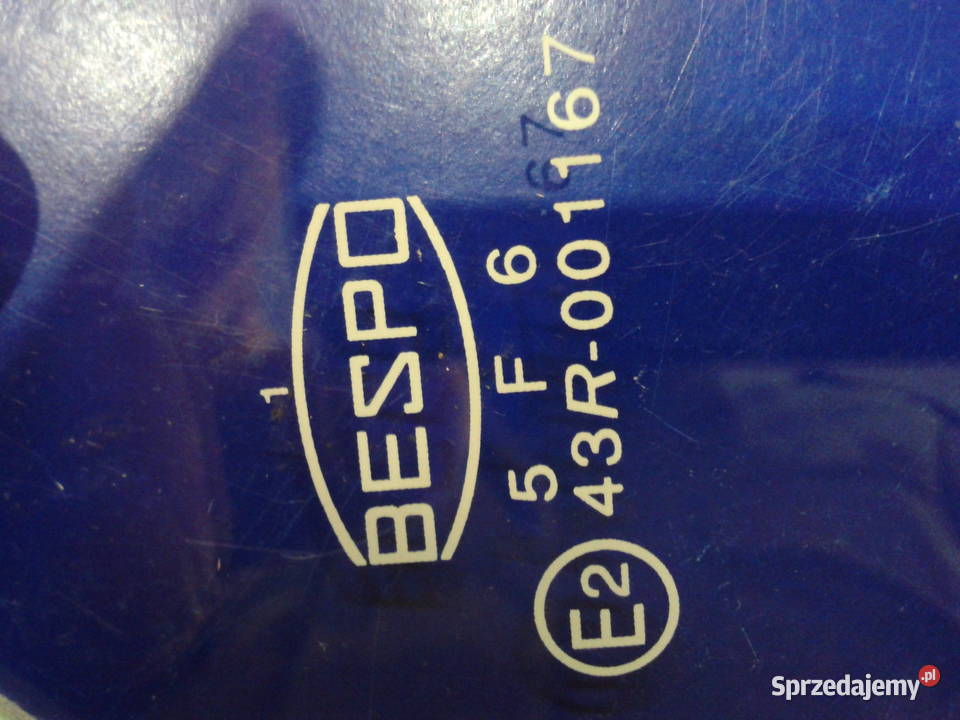 1
BESPO
5 F 6
E2 43R-001167
Sprzedajemy.pl